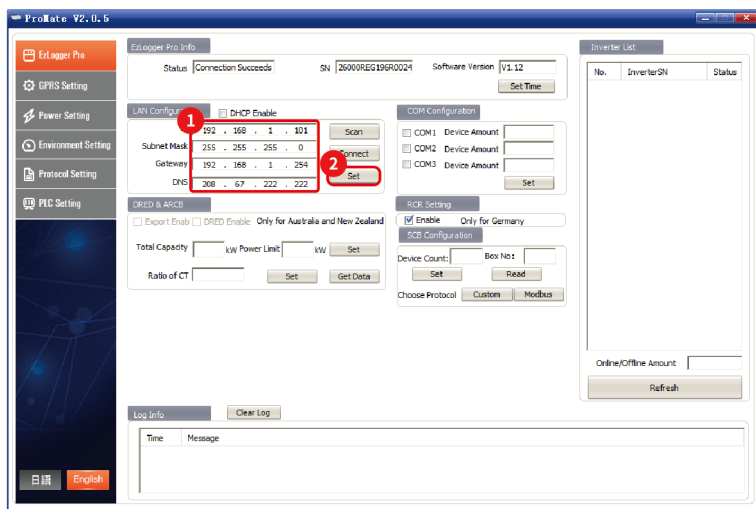 ProMate V2.0.5
EzLogger Pro
GPRS Setting
Power Setting
Environment Setting
Protocol Setting
PLC Setting
日語 English
EzLogger Pro Info
Status Connection Succeeds SN 26000REG196R0024 Software Version V1.12
Set Time
LAN Configura
1
DHCP Enable
192 . 168 . 1 . 101 Scan
Subnet Mask 255 . 255 . 255 . 0 Connect
2
Gateway 192 . 168 . 1 . 254
DNS 208 . 67 . 222 . 222 Set
COM Configuration
COM1 Device Amount
COM2 Device Amount
COM3 Device Amount
Set
DRED & ARCB
Export Enab DRED Enable Only for Australia and New Zealand
Total Capacity kW Power Limit kW Set
Ratio of CT Set Get Data
RCR Setting
Enable Only for Germany
SCB Configuration
Device Count: Box No:
Set Read
Choose Protocol Custom Modbus
Inverter List
No. InverterSN Status
Online/Offline Amount
Refresh
Log Info Clear Log
Time Message